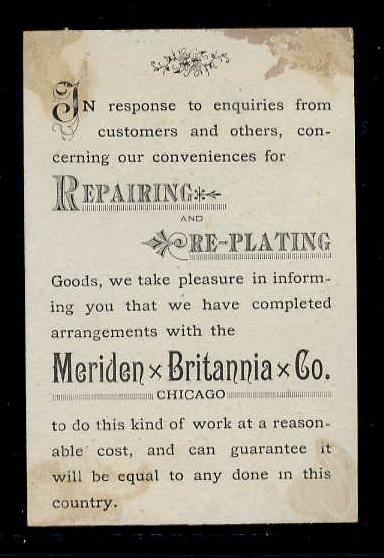 IN response to enquiries from
customers and others, con-
cerning our conveniences for
REPAIRING
AND
RE-PLATING
Goods, we take pleasure in inform-
ing you that we have completed
arrangements with the
Meriden x Britannia x Co.
CHICAGO
to do this kind of work at a reason-
able cost, and can guarantee it
will be equal to any done in this
country.